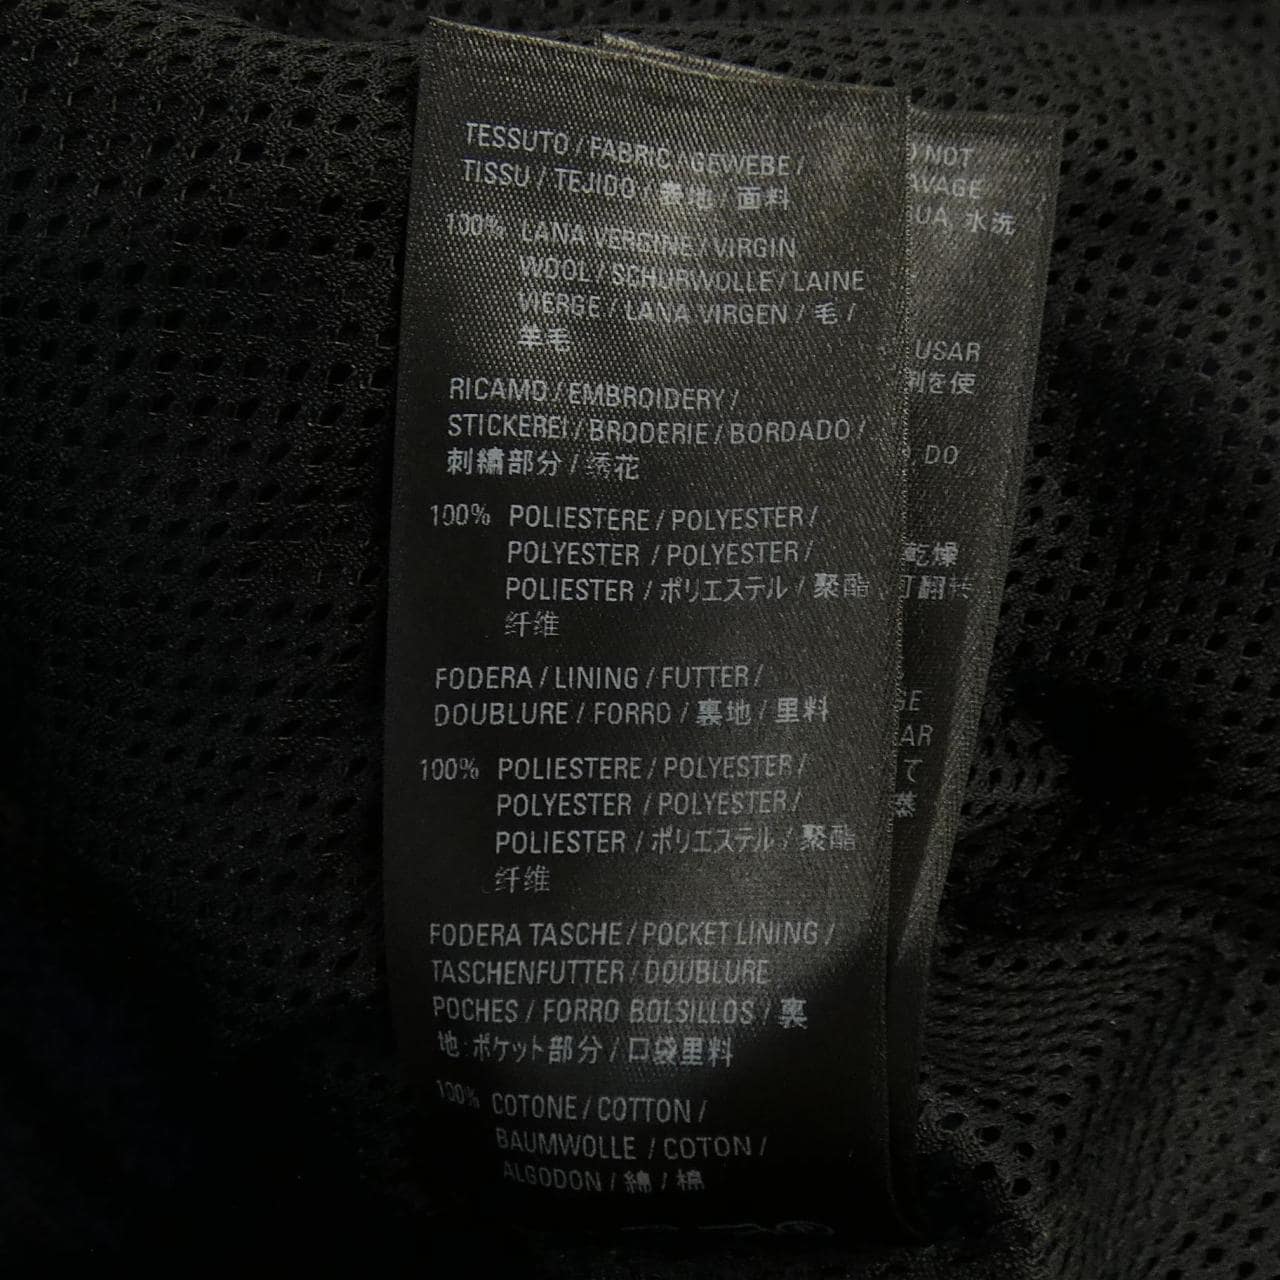 TESSUTO / FABRIC / GEWEBE /
TISSU / TEJIDO /表地 / 面料
100% LANA VERGINE / VIRGIN
WOOL / SCHURWOLLE / LAINE
VIERGE / LANA VIRGEN / 毛 /
羊毛
RICAMO / EMBROIDERY /
STICKEREI / BRODERIE / BORDADO /
刺繍部分 / 绣花
100% POLIESTERE / POLYESTER /
POLYESTER / POLYESTER /
POLIESTER / ポリエステル / 聚酯
纤维
FODERA / LINING / FUTTER /
DOUBLURE / FORRO / 裏地 / 里料
100% POLIESTERE / POLYESTER /
POLYESTER / POLYESTER /
POLIESTER / ポリエステル / 聚酯
纤维
FODERA TASCHE / POCKET LINING /
TASCHENFUTTER / DOUBLURE
POCHES / FORRO BOLSILLOS / 裏
地:ポケット部分 / 口袋里料
100% COTONE / COTTON /
BAUMWOLLE / COTON /
ALGODON / 綿 / 棉
NOT
AVAGE
UA, 水洗
USAR
剤を使
, DO
乾燥
可翻转
GE
AR
て